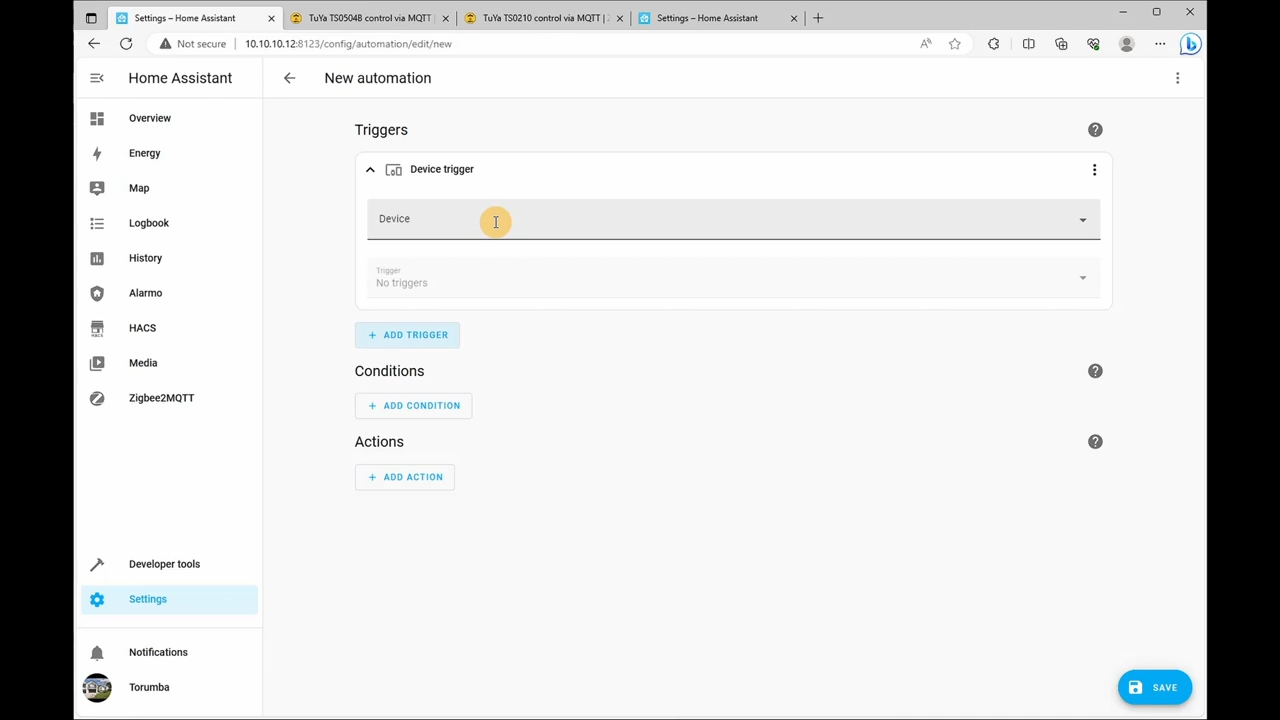 Settings – Home Assistant
TuYa TS0504B control via MQTT |
TuYa TS0210 control via MQTT | Z
Settings – Home Assistant
Not secure
10.10.10.12:8123/config/automation/edit/new
Home Assistant
New automation
Overview
Energy
Map
Logbook
History
Alarmo
HACS
HACS
Media
Zigbee2MQTT
Developer tools
Settings
Notifications
Torumba
Triggers
Device trigger
Device
Trigger
No triggers
+ ADD TRIGGER
Conditions
+ ADD CONDITION
Actions
+ ADD ACTION
SAVE